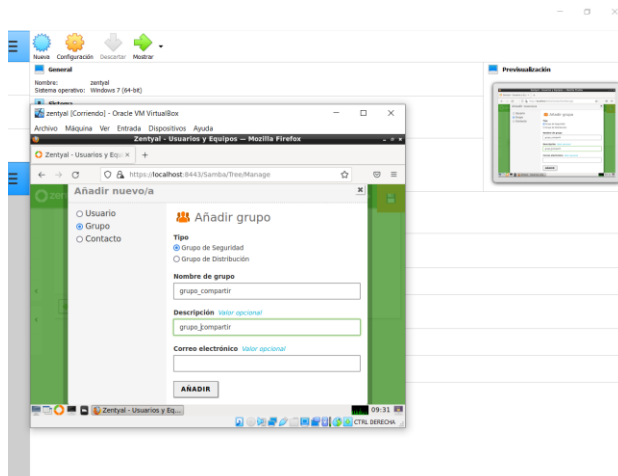 Nueva Configuración Descartar Mostrar
General
Nombre: zentyal
Sistema operativo: Windows 7 (64-bit)
Sistema
Previsualización
zentyal [Corriendo] - Oracle VM VirtualBox
Archivo Máquina Ver Entrada Dispositivos Ayuda
Zentyal - Usuarios y Equipos — Mozilla Firefox
Zentyal - Usuarios y Equi
https://localhost:8443/Samba/Tree/Manage
Añadir nuevo/a
Usuario
Grupo
Contacto
Añadir grupo
Tipo
Grupo de Seguridad
Grupo de Distribución
Nombre de grupo
grupo_compartir
Descripción Valor opcional
grupo_compartir
Correo electrónico Valor opcional
AÑADIR
Zentyal - Usuarios y Eq...
09:31
CTRL DERECHA